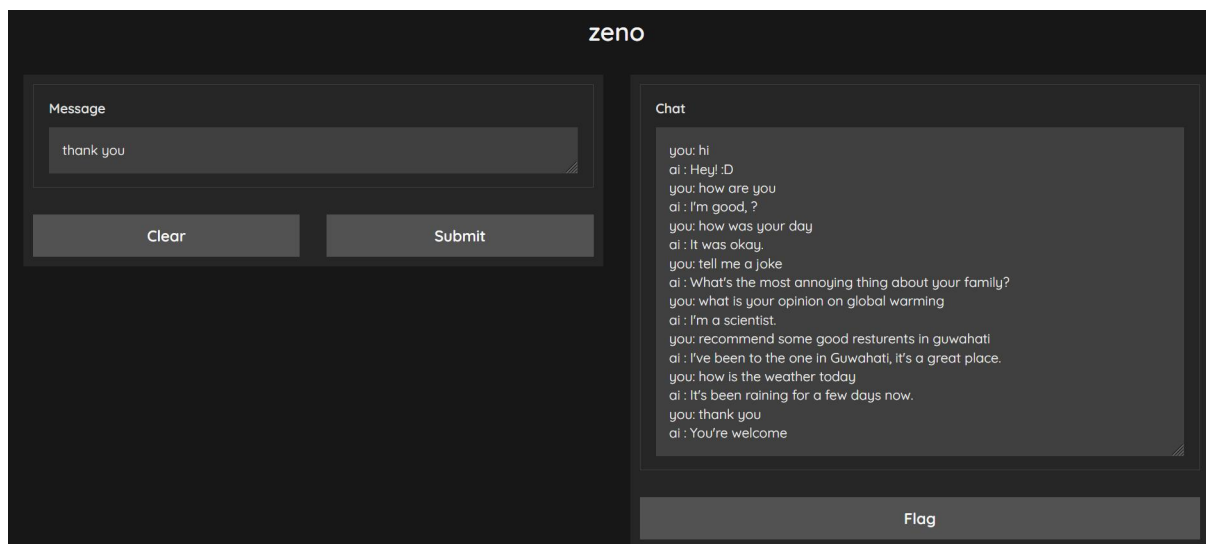 zeno
Message
thank you
Clear
Submit
Chat
you: hi
ai : Hey! :D
you: how are you
ai : I'm good, ?
you: how was your day
ai : It was okay.
you: tell me a joke
ai : What's the most annoying thing about your family?
you: what is your opinion on global warming
ai : I'm a scientist.
you: recommend some good resturents in guwahati
ai : I've been to the one in Guwahati, it's a great place.
you: how is the weather today
ai : It's been raining for a few days now.
you: thank you
ai : You're welcome
Flag